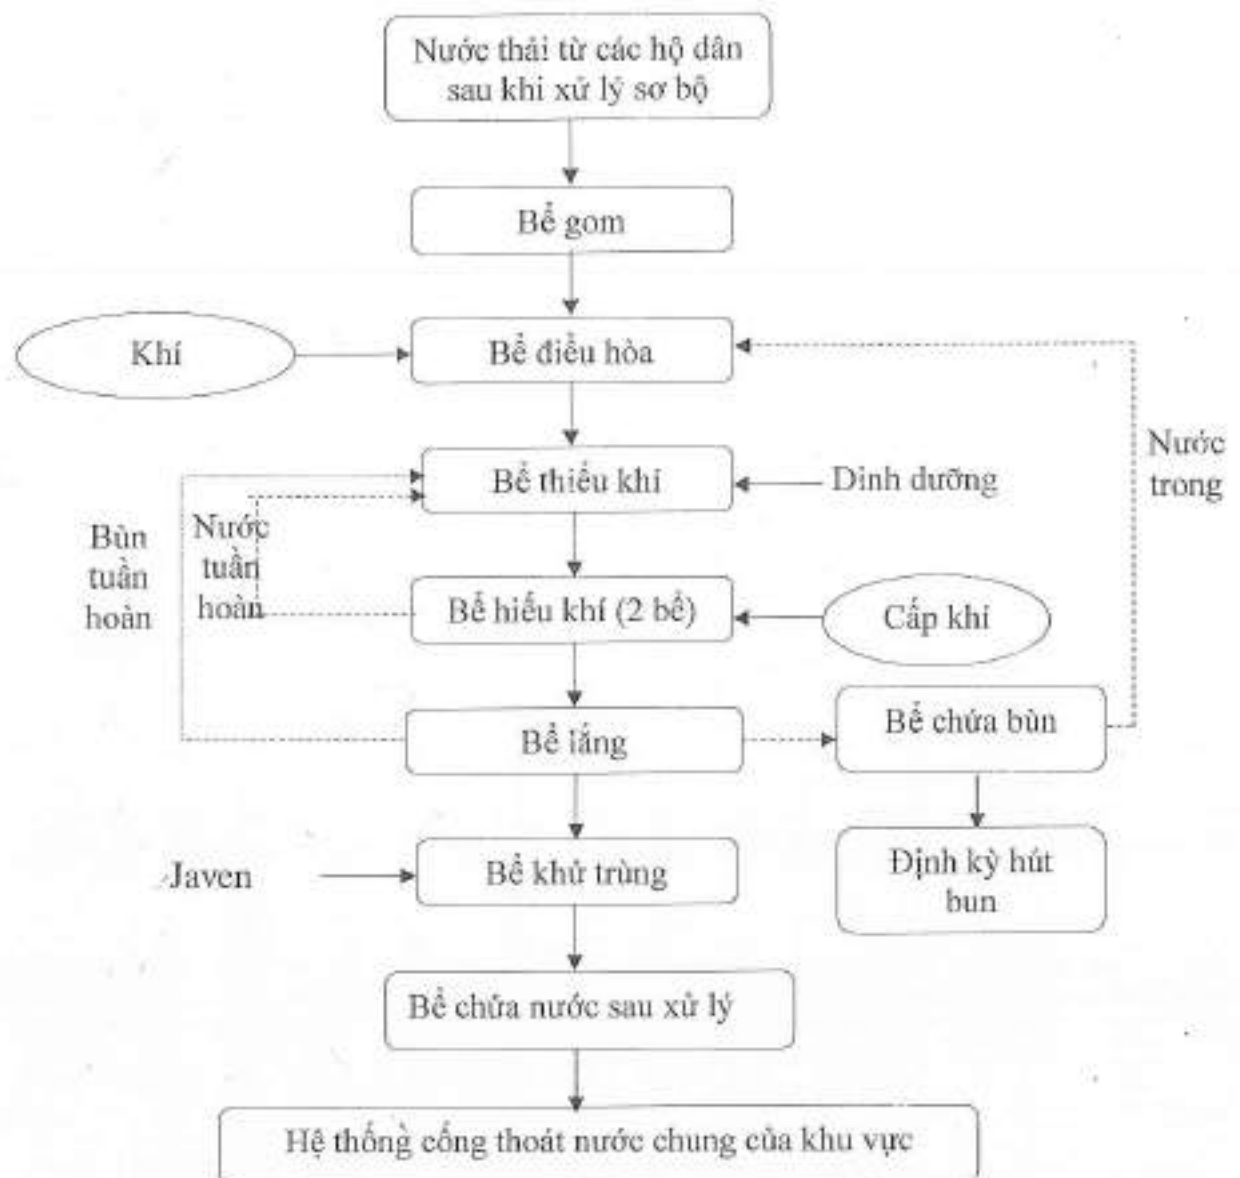 Nước thải từ các hộ dân
sau khi xử lý sơ bộ
Bể gom
Khí
Bể điều hòa
Nước
trong
Bể thiếu khí
Dinh dưỡng
Bùn
tuần
hoàn
Nước
tuần
hoàn
Bể hiếu khí (2 bể)
Cấp khí
Bể lắng
Bể chứa bùn
Javen
Bể khử trùng
Định kỳ hút
bun
Bể chứa nước sau xử lý
Hệ thống cống thoát nước chung của khu vực